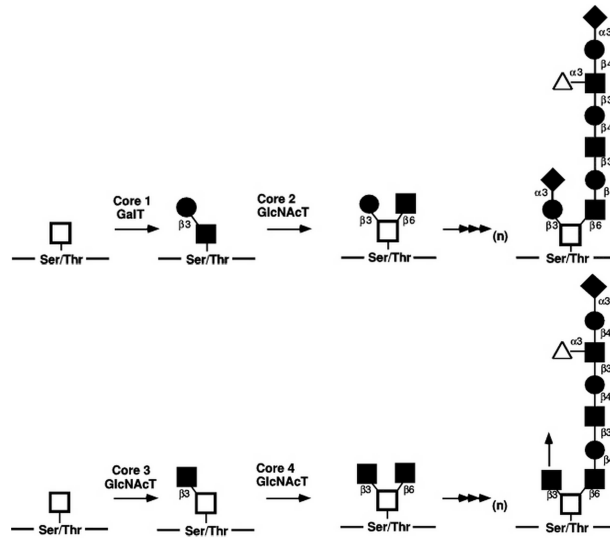 α3
β4
α3
β3
β4
β3
α3
β
Core 1
GalT
Core 2
GlcNAcT
β3
β3
β6
(n)
β3
β6
Ser/Thr
Ser/Thr
Ser/Thr
Ser/Thr
α3
β4
α3
β3
β4
β3
β4
Core 3
GlcNAcT
Core 4
GlcNAcT
β3
β3
β6
(n)
β3
β6
Ser/Thr
Ser/Thr
Ser/Thr
Ser/Thr